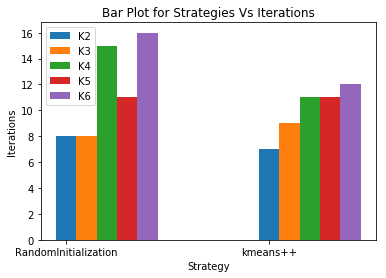 Bar Plot for Strategies Vs Iterations
K2
K3
K4
K5
K6
16
14
12
10
8
6
4
2
0
Iterations
RandomInitialization
kmeans++
Strategy